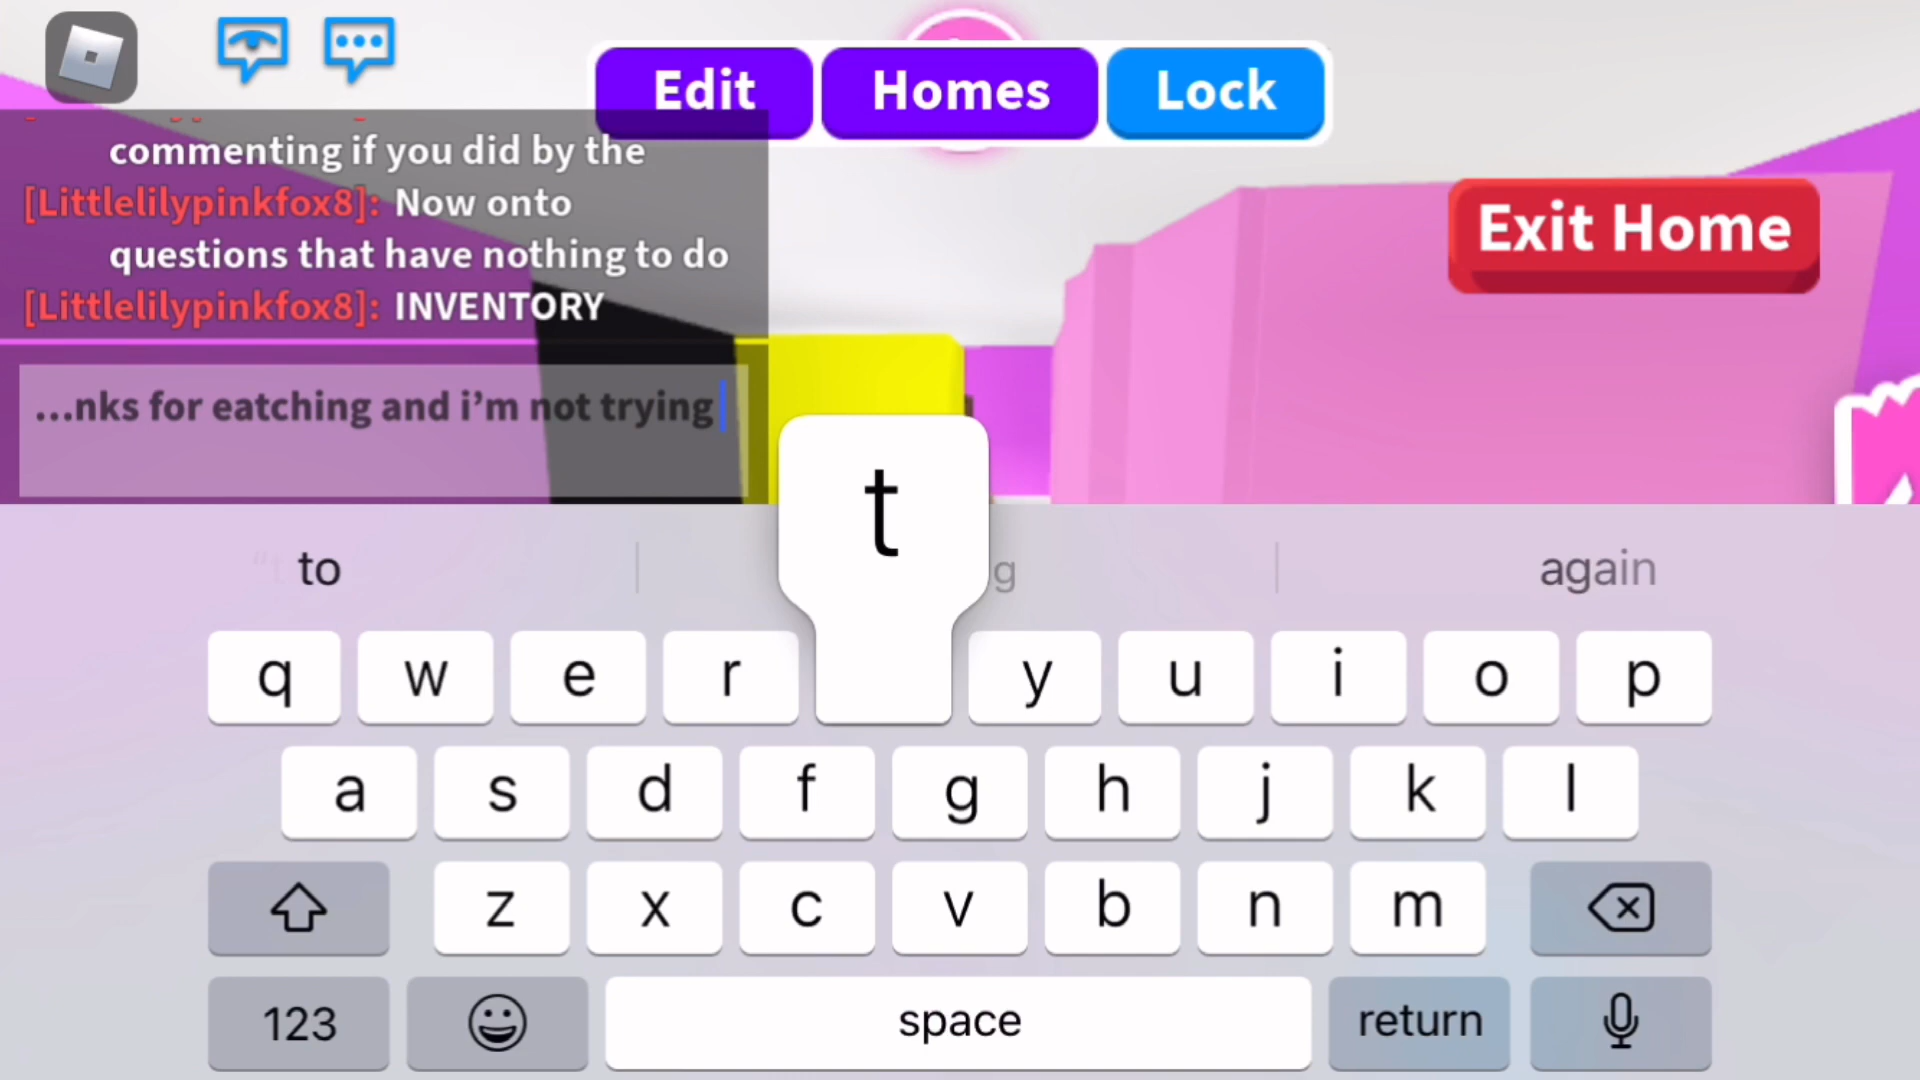 Edit Homes Lock
commenting if you did by the
[Littlelilypinkfox8]: Now onto
questions that have nothing to do
[Littlelilypinkfox8]: INVENTORY
Exit Home
...nks for eatching and i’m not trying
t
to g again
q w e r y u i o p
a s d f g h j k l
z x c v b n m
123 space return